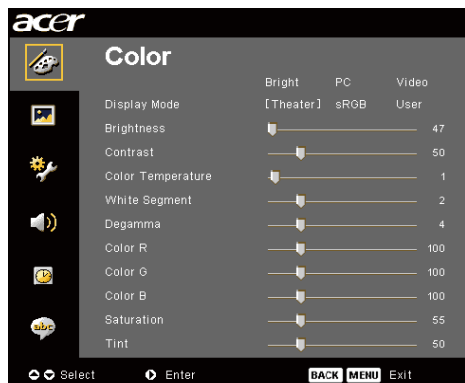 acer
Color
Bright PC Video
Display Mode [Theater] sRGB User
Brightness 47
Contrast 50
Color Temperature 1
White Segment 2
Degamma 4
Color R 100
Color G 100
Color B 100
Saturation 55
Tint 50
abc
Select Enter BACK MENU Exit